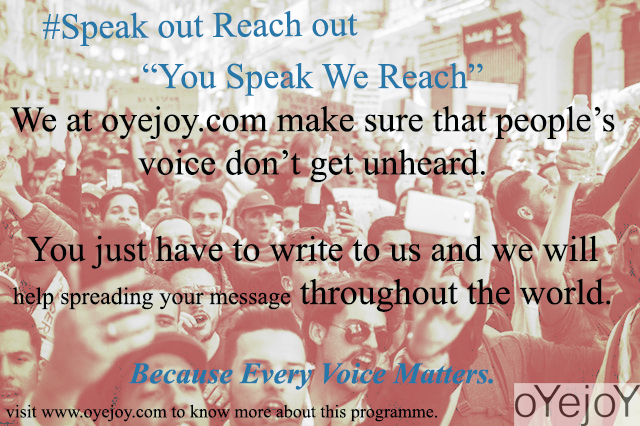 #Speak out Reach out
“You Speak We Reach”
We at oyejoy.com make sure that people’s
voice don’t get unheard.
You just have to write to us and we will
help spreading your message throughout the world.
Because Every Voice Matters.
visit www.oyejoy.com to know more about this programme.
oYejoY